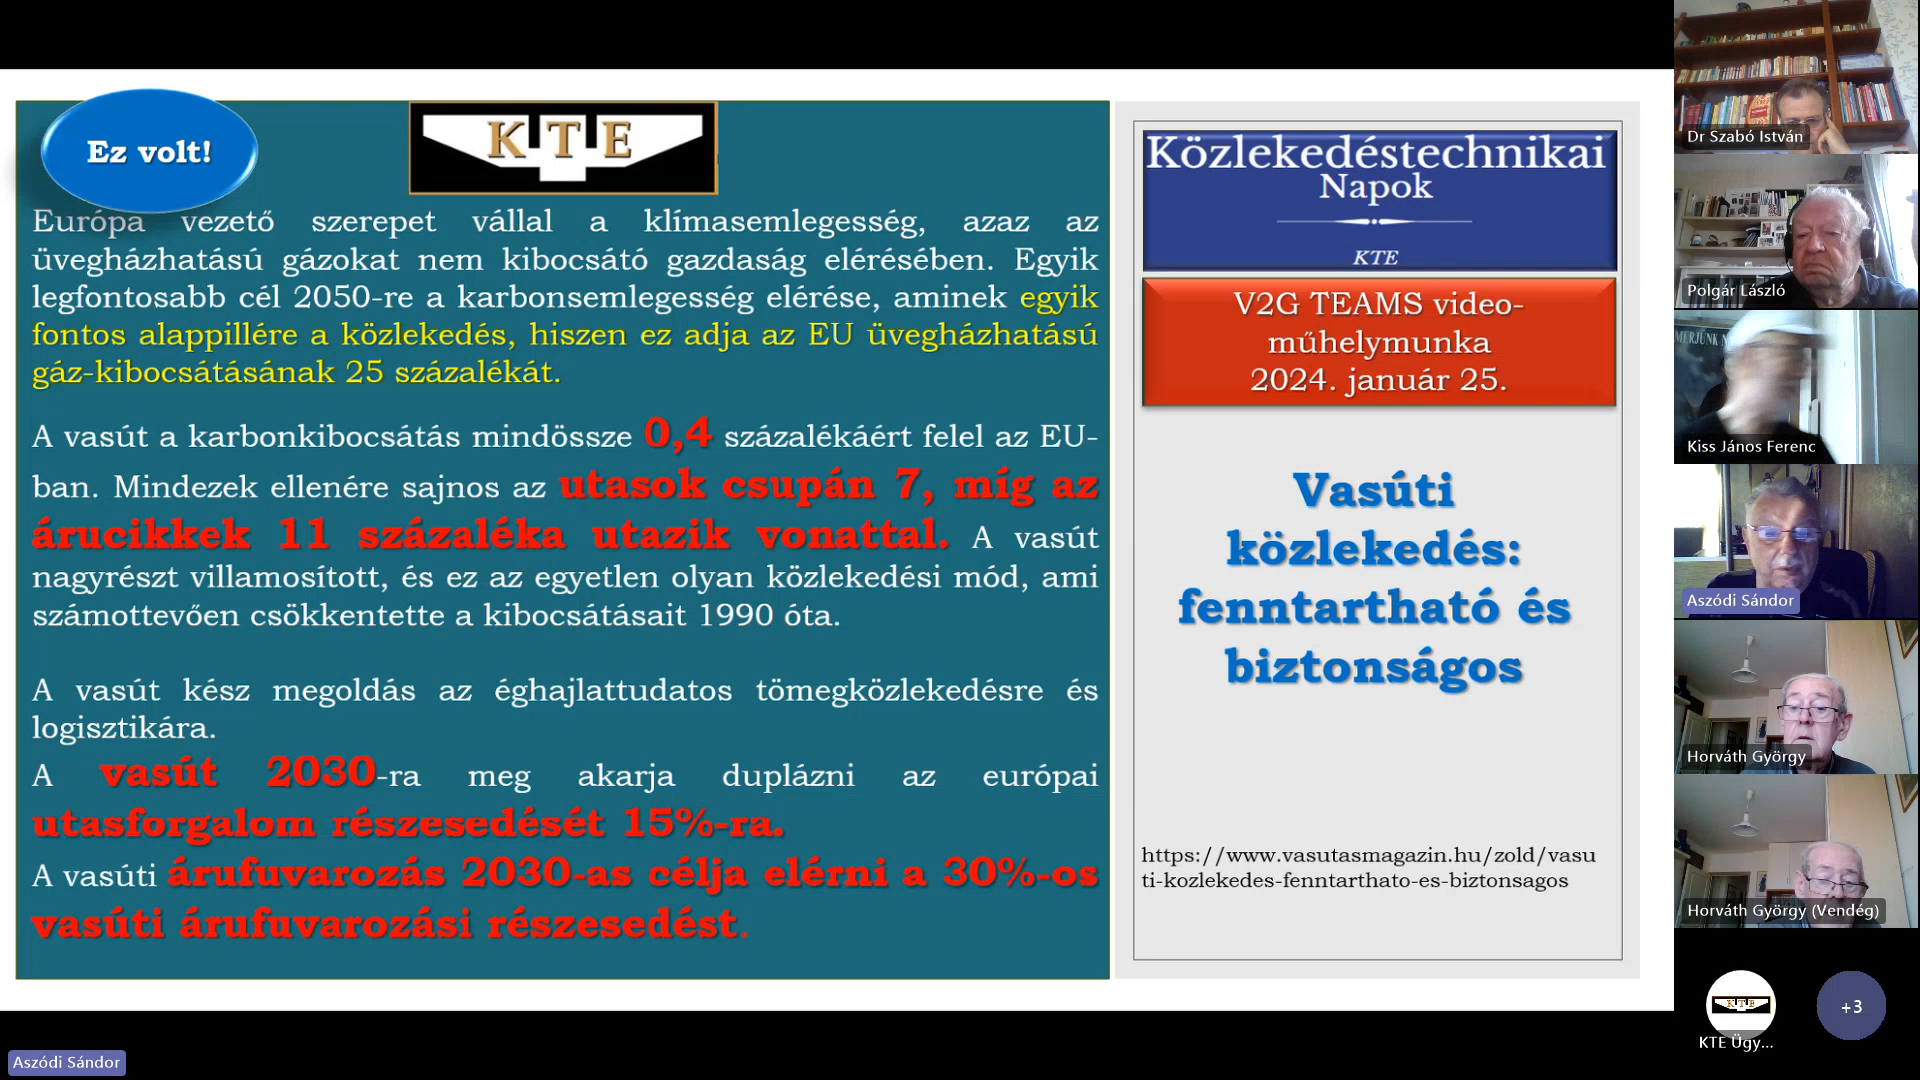 Ez volt!
KTE
Európa vezető szerepet vállal a klímasemlegesség, azaz az
üvegházhatású gázokat nem kibocsátó gazdaság elérésében. Egyik
legfontosabb cél 2050-re a karbonsemlegesség elérése, aminek egyik
fontos alappillére a közlekedés, hiszen ez adja az EU üvegházhatású
gáz-kibocsátásának 25 százalékát.
A vasút a karbonkibocsátás mindössze 0,4 százalékáért felel az EU-
ban. Mindezek ellenére sajnos az utasok csupán 7, míg az
árucikkek 11 százaléka utazik vonattal. A vasút
nagyrészt villamosított, és ez az egyetlen olyan közlekedési mód, ami
számottevően csökkentette a kibocsátásait 1990 óta.
A vasút kész megoldás az éghajlattudatos tömegközlekedésre és
logisztikára.
A vasút 2030-ra meg akarja duplázni az európai
utasforgalom részesedését 15%-ra.
A vasúti árufuvarozás 2030-as célja elérni a 30%-os
vasúti árufuvarozási részesedést.
Közlekedéstechnikai
Napok
KTE
V2G TEAMS video-
műhelymunka
2024. január 25.
Vasúti
közlekedés:
fenntartható és
biztonságos
https://www.vasutasmagazin.hu/zold/vasu
ti-kozlekedes-fenntarthato-es-biztonsagos
Dr Szabó István
Polgár László
Kiss János Ferenc
Aszódi Sándor
Horváth György
Horváth György (Vendég)
KTE
KTE Ügy...
+3
Aszódi Sándor